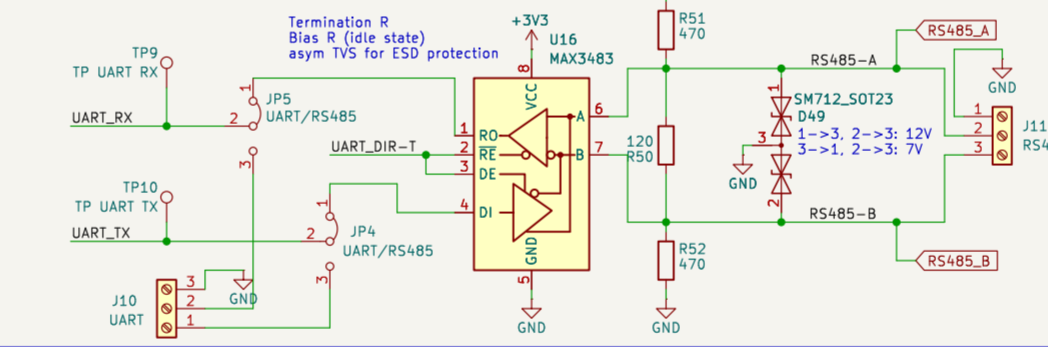 Termination R
Bias R (idle state)
asym TVS for ESD protection
+3V3
U16
MAX3483
R51
470
RS485_A
TP9
TP UART RX
JP5
UART/RS485
1
2
3
UART_RX
8
VCC
RS485-A
GND
SM712_SOT23
D49
1->3, 2->3: 12V
3->1, 2->3: 7V
1
3
2
GND
J11
RS4
1
2
3
UART_DIR-T
1
RO
2
RE
3
DE
4
DI
6
A
7
B
120
R50
TP10
TP UART TX
UART_TX
JP4
UART/RS485
1
2
3
GND
5
GND
R52
470
GND
RS485-B
RS485_B
J10
UART
3
2
1
GND